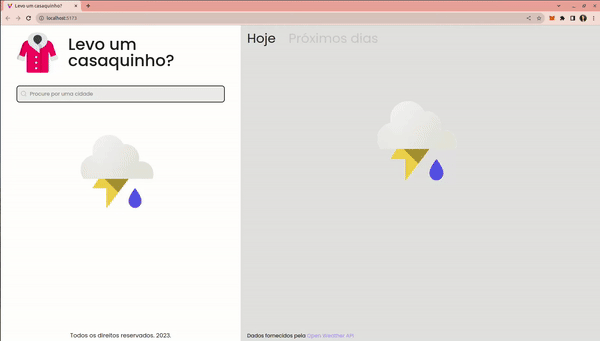 Levo um casaquinho?
localhost:5173
Levo um
casaquinho?
Procure por uma cidade
Hoje Próximos dias
Todos os direitos reservados. 2023.
Dados fornecidos pela Open Weather API